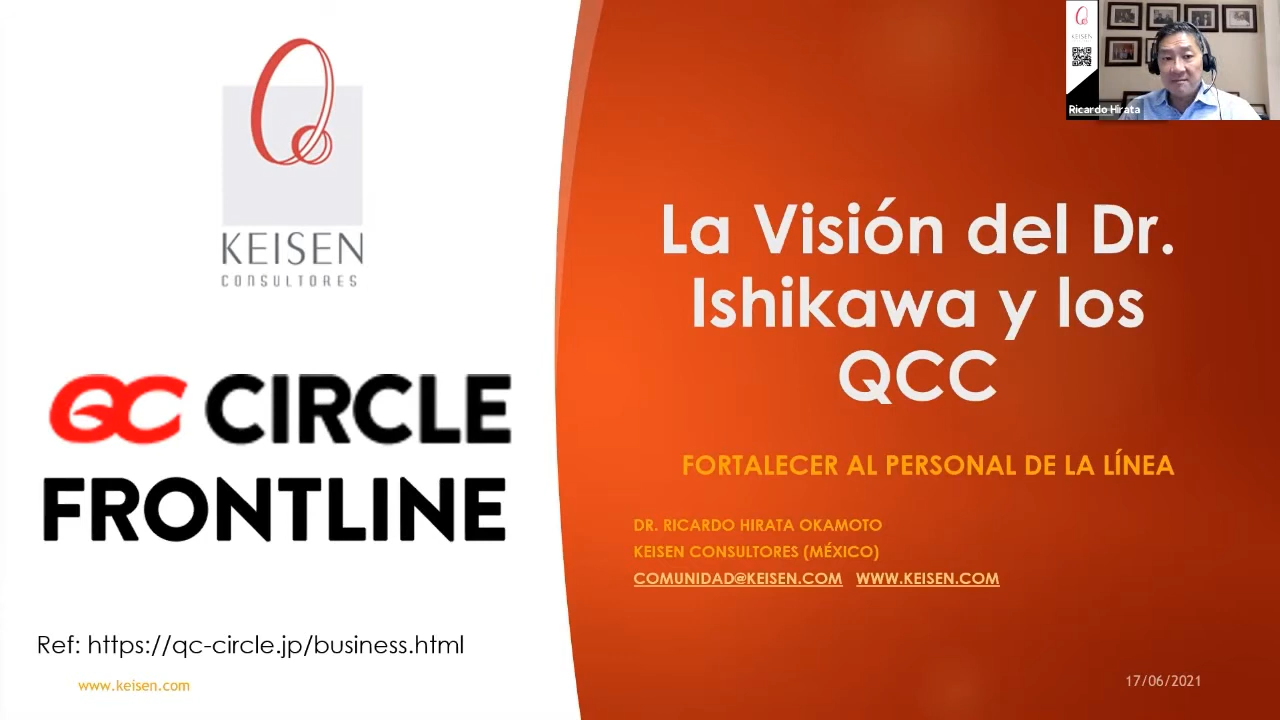 KEISEN
CONSULTORES
QC CIRCLE
FRONTLINE
Ref: https://qc-circle.jp/business.html
www.keisen.com
KEISEN
Ricardo Hirata
La Visión del Dr.
Ishikawa y los
QCC
FORTALECER AL PERSONAL DE LA LÍNEA
DR. RICARDO HIRATA OKAMOTO
KEISEN CONSULTORES (MÉXICO)
COMUNIDAD@KEISEN.COM WWW.KEISEN.COM
17/06/2021